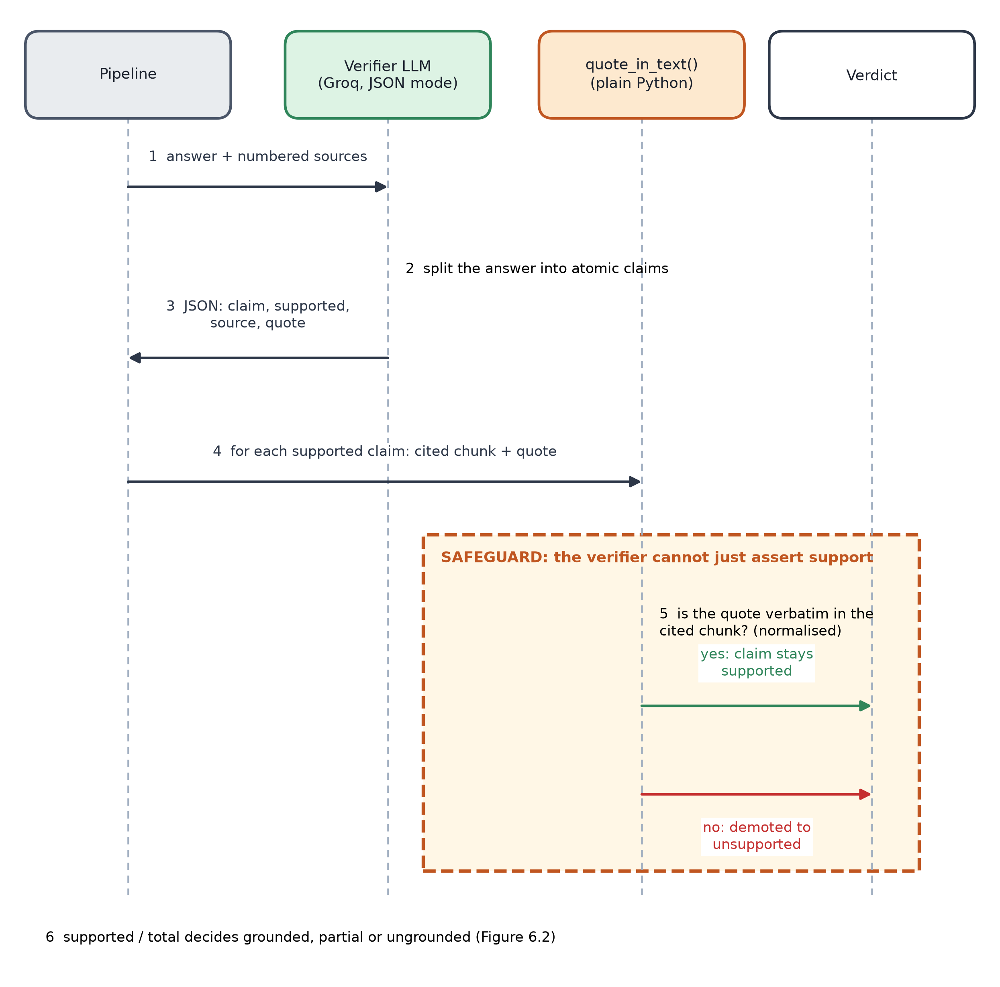 Pipeline
Verifier LLM
(Groq, JSON mode)
quote_in_text()
(plain Python)
Verdict
1  answer + numbered sources
2  split the answer into atomic claims
3  JSON: claim, supported,
source, quote
4  for each supported claim: cited chunk + quote
SAFEGUARD: the verifier cannot just assert support
5  is the quote verbatim in the
cited chunk? (normalised)
yes: claim stays
supported
no: demoted to
unsupported
6  supported / total decides grounded, partial or ungrounded (Figure 6.2)